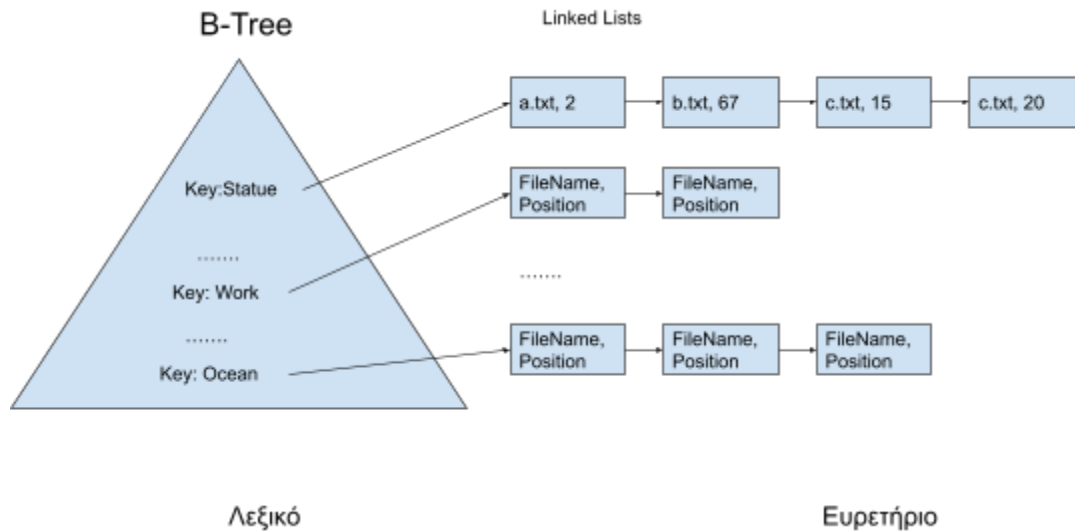 B-Tree
Linked Lists
a.txt, 2
b.txt, 67
c.txt, 15
c.txt, 20
Key:Statue
FileName,
Position
FileName,
Position
.......
Key: Work
.......
.......
Key: Ocean
FileName,
Position
FileName,
Position
FileName,
Position
Λεξικό
Ευρετήριο